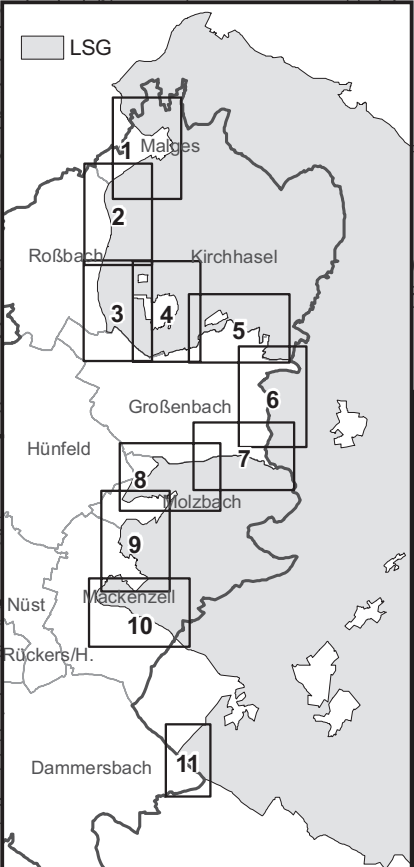 LSG
1
Malges
2
Roßbach
Kirchhasel
3
4
5
6
Großenbach
Hünfeld
7
8
Molzbach
9
Mackenzell
Nüst
10
Rückers/H.
Dammersbach
11